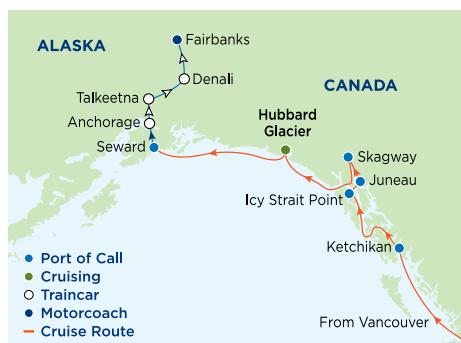 Fairbanks
ALASKA
Denali
CANADA
Talkeetna
Hubbard
Glacier
Anchorage
Seward
Skagway
Juneau
Icy Strait Point
Ketchikan
Port of Call
Cruising
Traincar
Motorcoach
Cruise Route
From Vancouver